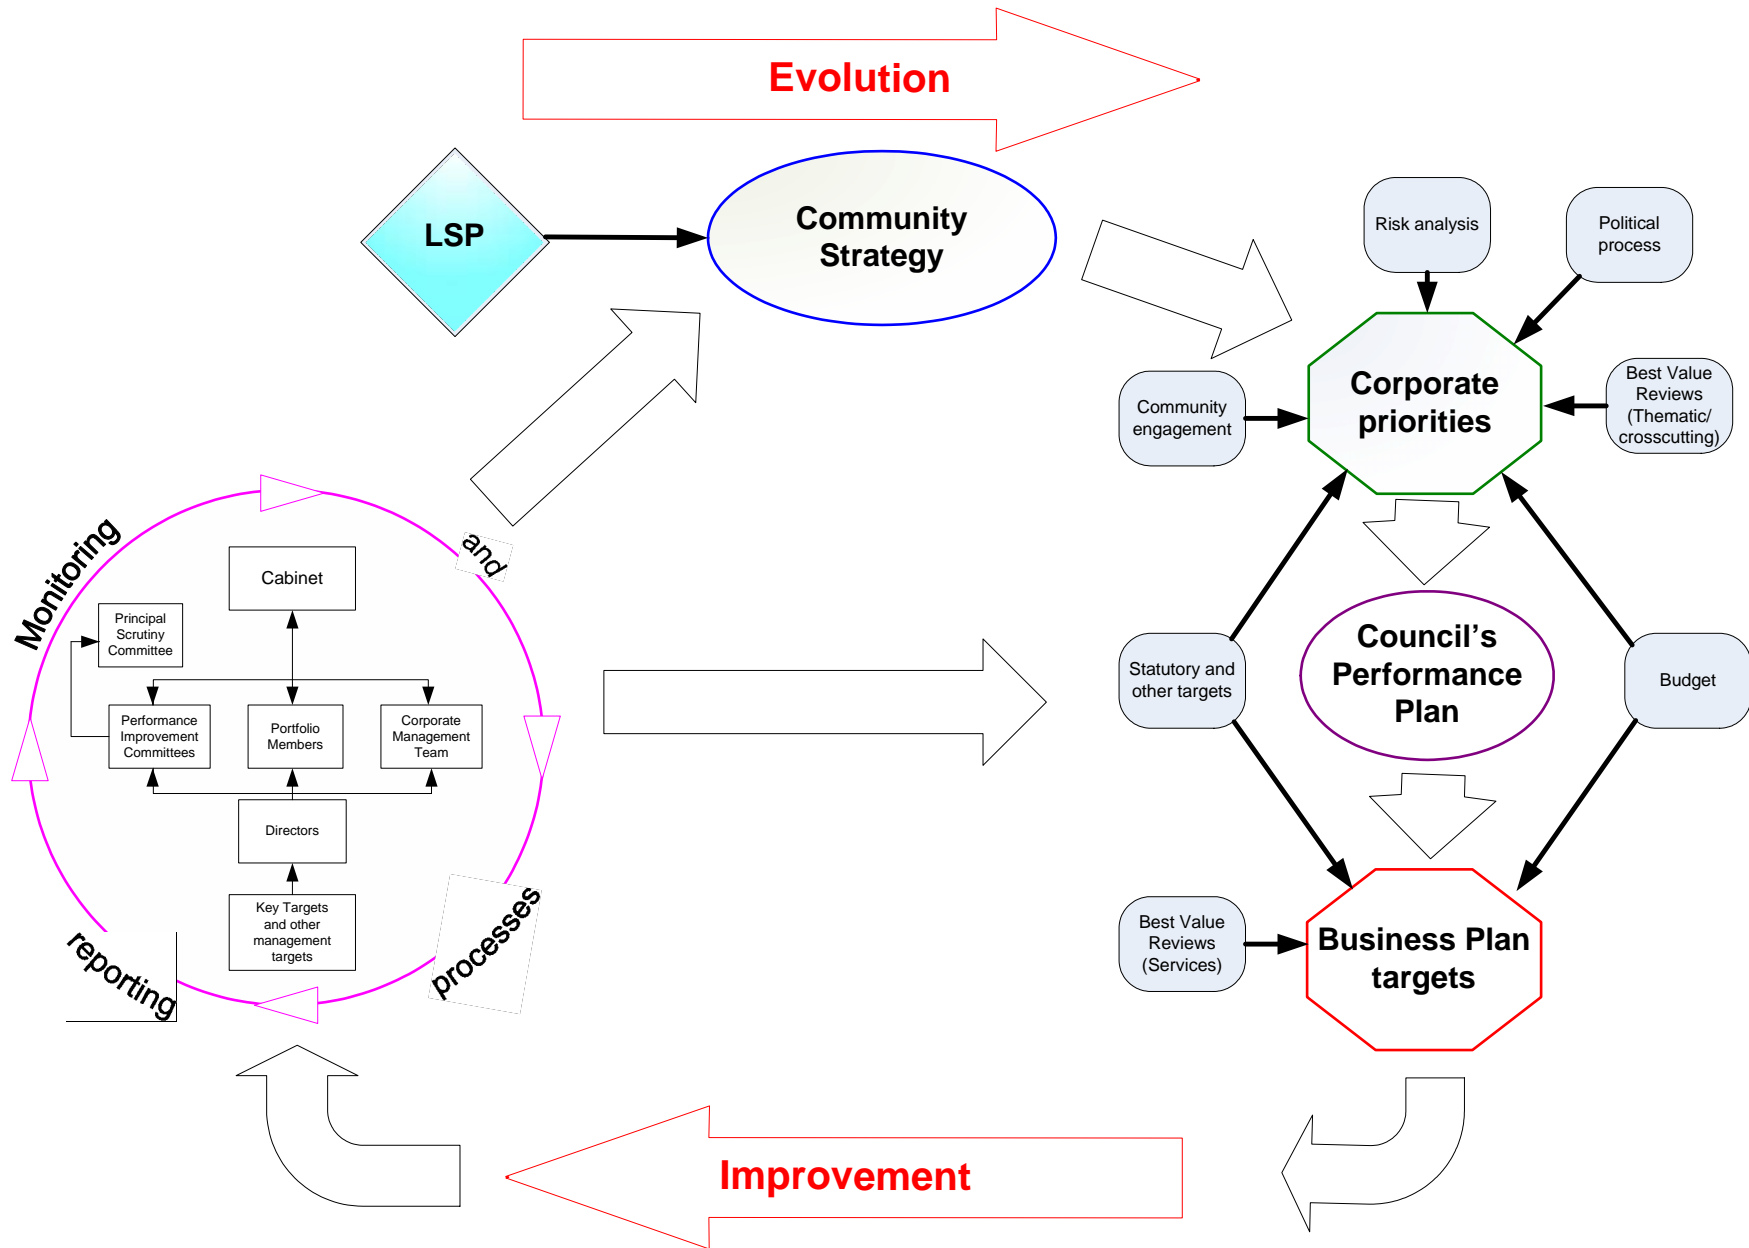 Evolution
LSP
Community
Strategy
Risk analysis
Political
process
Community
engagement
Corporate
priorities
Best Value
Reviews
(Thematic/
crosscutting)
Monitoring
and
Cabinet
Principal
Scrutiny
Committee
Performance
Improvement
Committees
Portfolio
Members
Corporate
Management
Team
Directors
Key Targets
and other
management
targets
reporting
processes
Statutory and
other targets
Council’s
Performance
Plan
Budget
Best Value
Reviews
(Services)
Business Plan
targets
Improvement